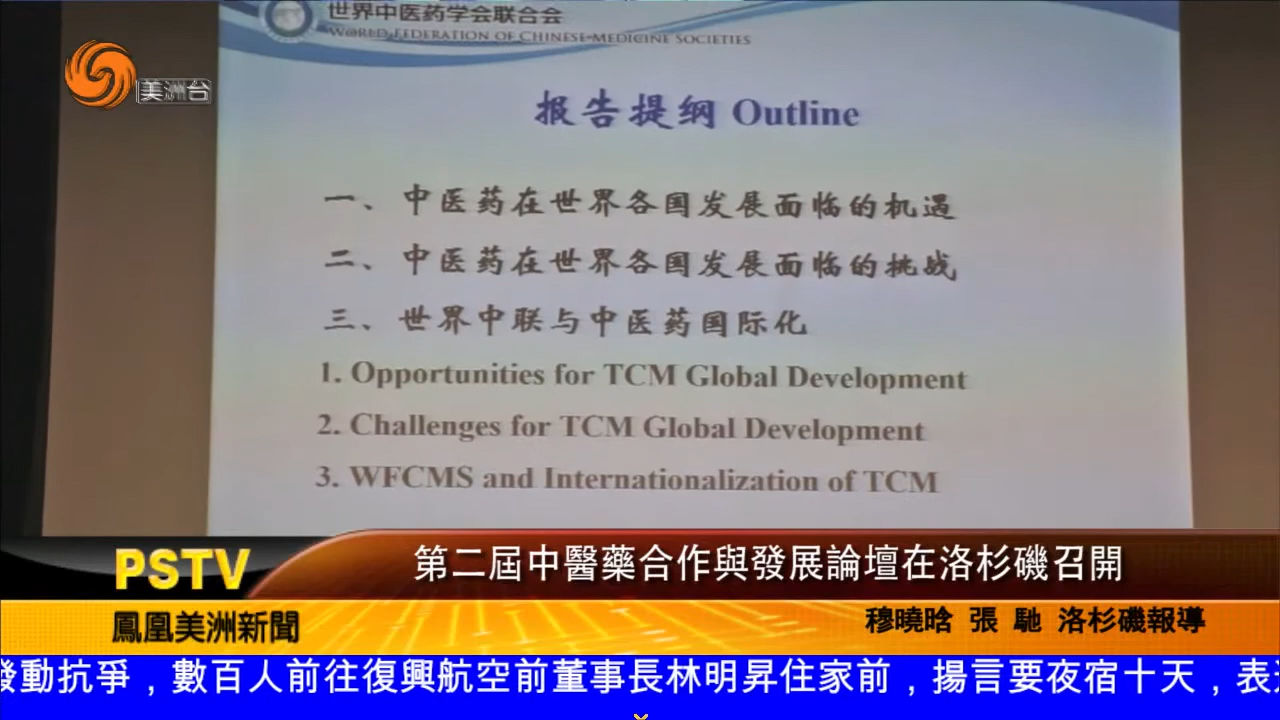 世界中医药学会联合会
WORLD FEDERATION OF CHINESE MEDICINE SOCIETIES
美洲台
报告提纲 Outline
一、中医药在世界各国发展面临的机遇
二、中医药在世界各国发展面临的挑战
三、世界中联与中医药国际化
1. Opportunities for TCM Global Development
2. Challenges for TCM Global Development
3. WFCMS and Internationalization of TCM
PSTV
第二屆中醫藥合作與發展論壇在洛杉磯召開
鳳凰美洲新聞
穆曉晗 張 馳 洛杉磯報導
發動抗爭，數百人前往復興航空前董事長林明昇住家前，揚言要夜宿十天，表